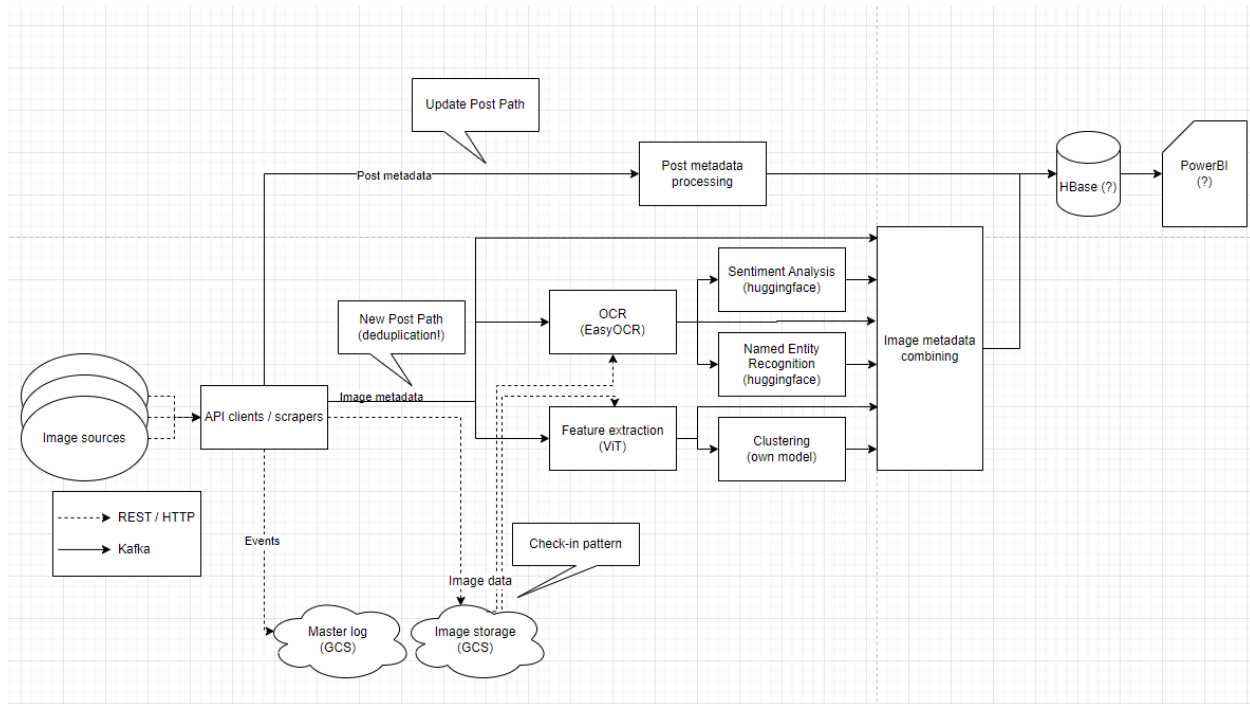 Update Post Path
Post metadata
Post metadata
processing
HBase (?)
PowerBI
(?)
New Post Path
(deduplication!)
Image metadata
OCR
(EasyOCR)
Sentiment Analysis
(huggingface)
Named Entity
Recognition
(huggingface)
Image metadata
combining
Image sources
API clients / scrapers
Feature extraction
(ViT)
Clustering
(own model)
REST / HTTP
Kafka
Events
Check-in pattern
Image data
Master log
(GCS)
Image storage
(GCS)